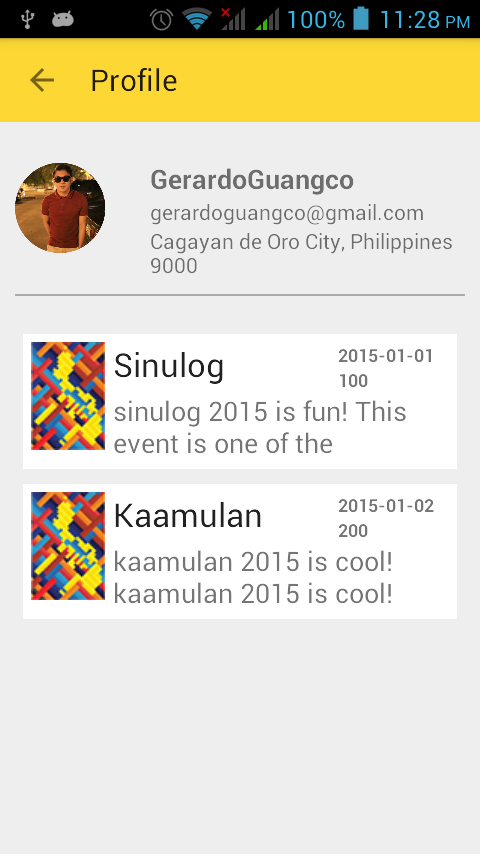 100% 11:28 PM
Profile
GerardoGuangco
gerardoguangco@gmail.com
Cagayan de Oro City, Philippines
9000
Sinulog
2015-01-01
100
sinulog 2015 is fun! This
event is one of the
Kaamulan
2015-01-02
200
kaamulan 2015 is cool!
kaamulan 2015 is cool!